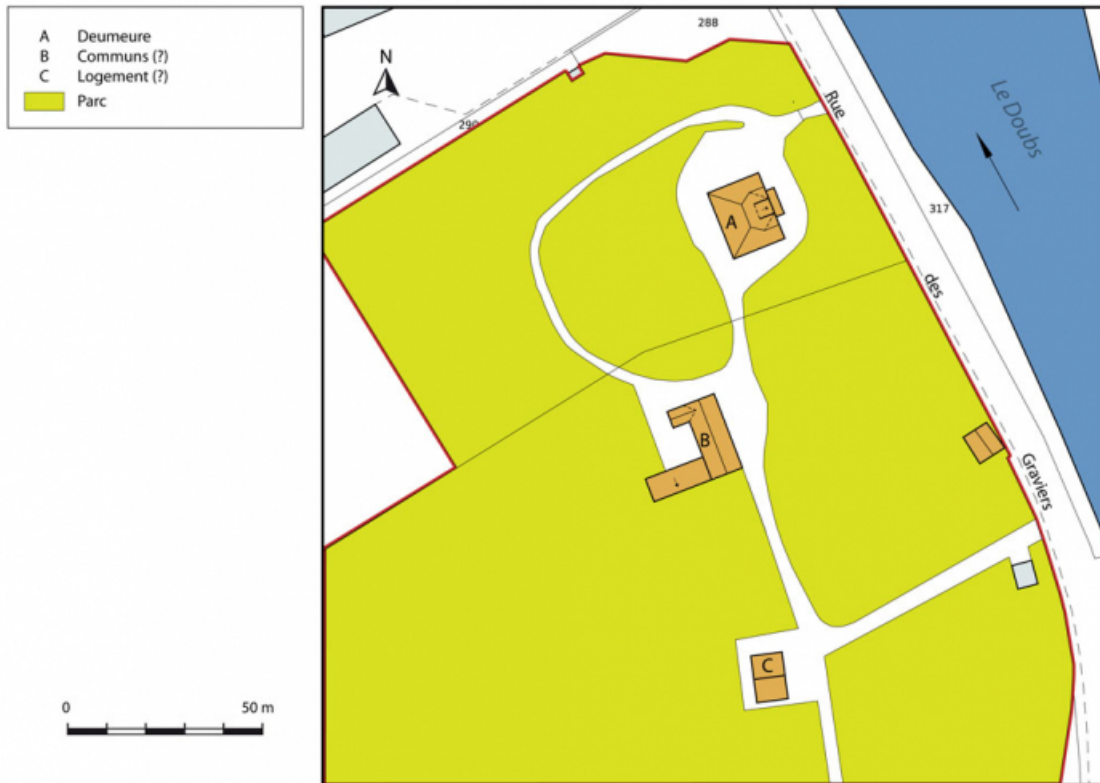 A Deumeure
B Communs (?)
C Logement (?)
Parc
N
288
290
Rue
Le Doubs
A
317
des
B
Graviers
C
0 50 m